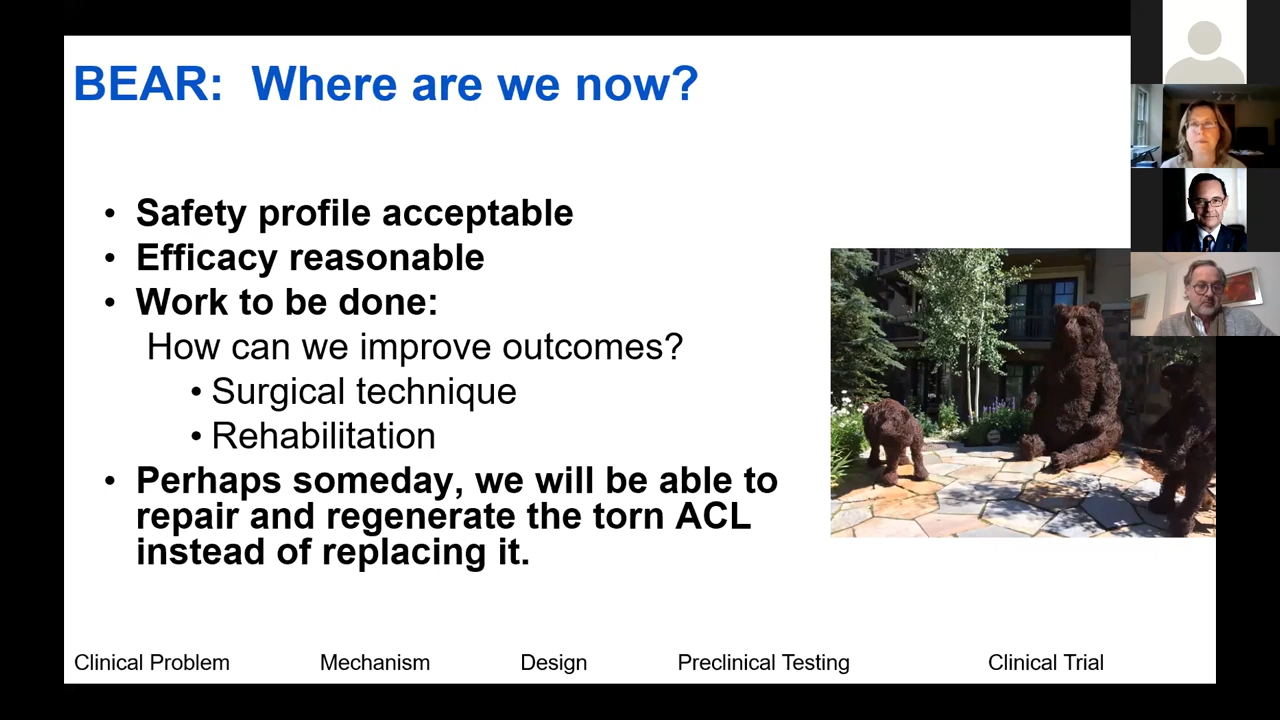 BEAR: Where are we now?
• Safety profile acceptable
• Efficacy reasonable
• Work to be done:
How can we improve outcomes?
• Surgical technique
• Rehabilitation
• Perhaps someday, we will be able to
repair and regenerate the torn ACL
instead of replacing it.
Clinical Problem Mechanism Design Preclinical Testing Clinical Trial